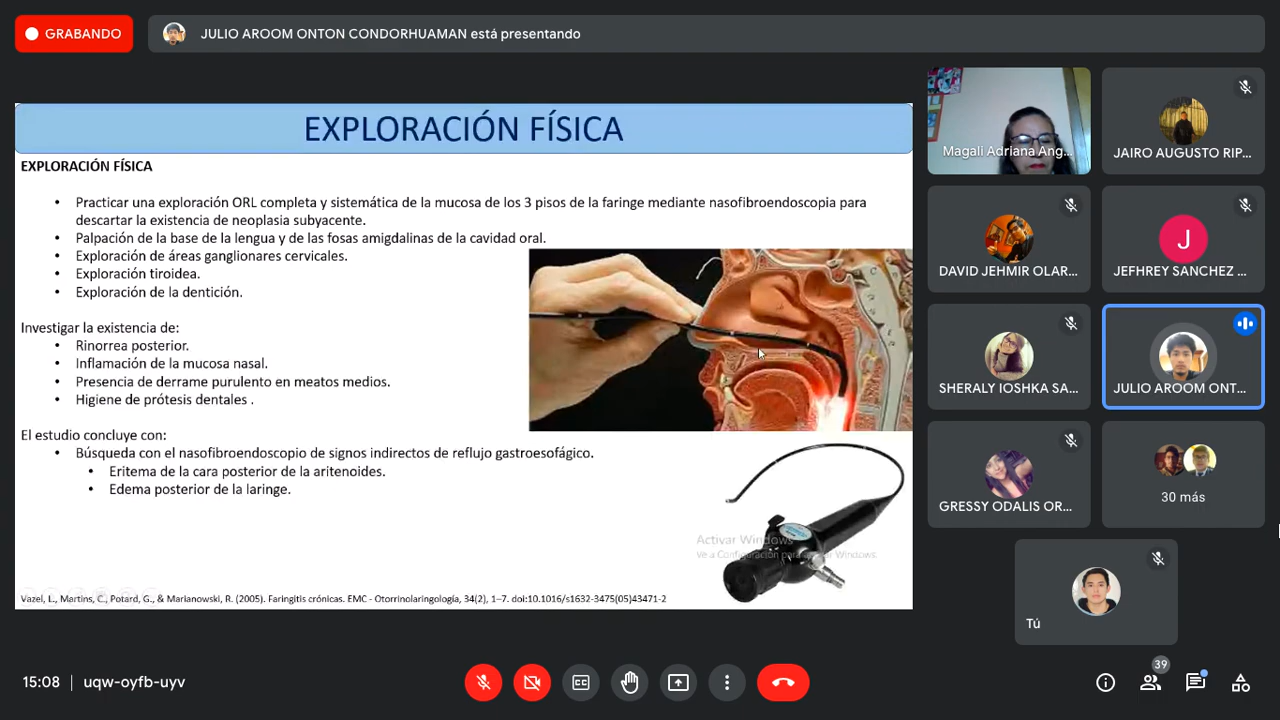 GRABANDO
JULIO AROOM ONTON CONDORHUAMAN está presentando
EXPLORACIÓN FÍSICA
EXPLORACIÓN FÍSICA
• Practicar una exploración ORL completa y sistemática de la mucosa de los 3 pisos de la faringe mediante nasofibroendoscopia para
descartar la existencia de neoplasia subyacente.
• Palpación de la base de la lengua y de las fosas amigdalinas de la cavidad oral.
• Exploración de áreas ganglionares cervicales.
• Exploración tiroidea.
• Exploración de la dentición.
Investigar la existencia de:
• Rinorrea posterior.
• Inflamación de la mucosa nasal.
• Presencia de derrame purulento en meatos medios.
• Higiene de prótesis dentales .
El estudio concluye con:
• Búsqueda con el nasofibroendoscopio de signos indirectos de reflujo gastroesofágico.
• Eritema de la cara posterior de la aritenoides.
• Edema posterior de la laringe.
Activar Windows
Ve a Configuración para activar Windows
Vazel, L., Martins, C., Potard, G., & Marianowski, R. (2005). Faringitis crónicas. EMC - Otorrinolaringología, 34(2), 1–7. doi:10.1016/s1632-3475(05)43471-2
Magali Adriana Ang...
JAIRO AUGUSTO RIP...
DAVID JEHMIR OLAR...
J
JEFHREY SANCHEZ ...
SHERALY IOSHKA SA...
JULIO AROOM ONT...
GRESSY ODALIS OR...
30 más
Tú
15:08 | uqw-oyfb-uyv
CC
39